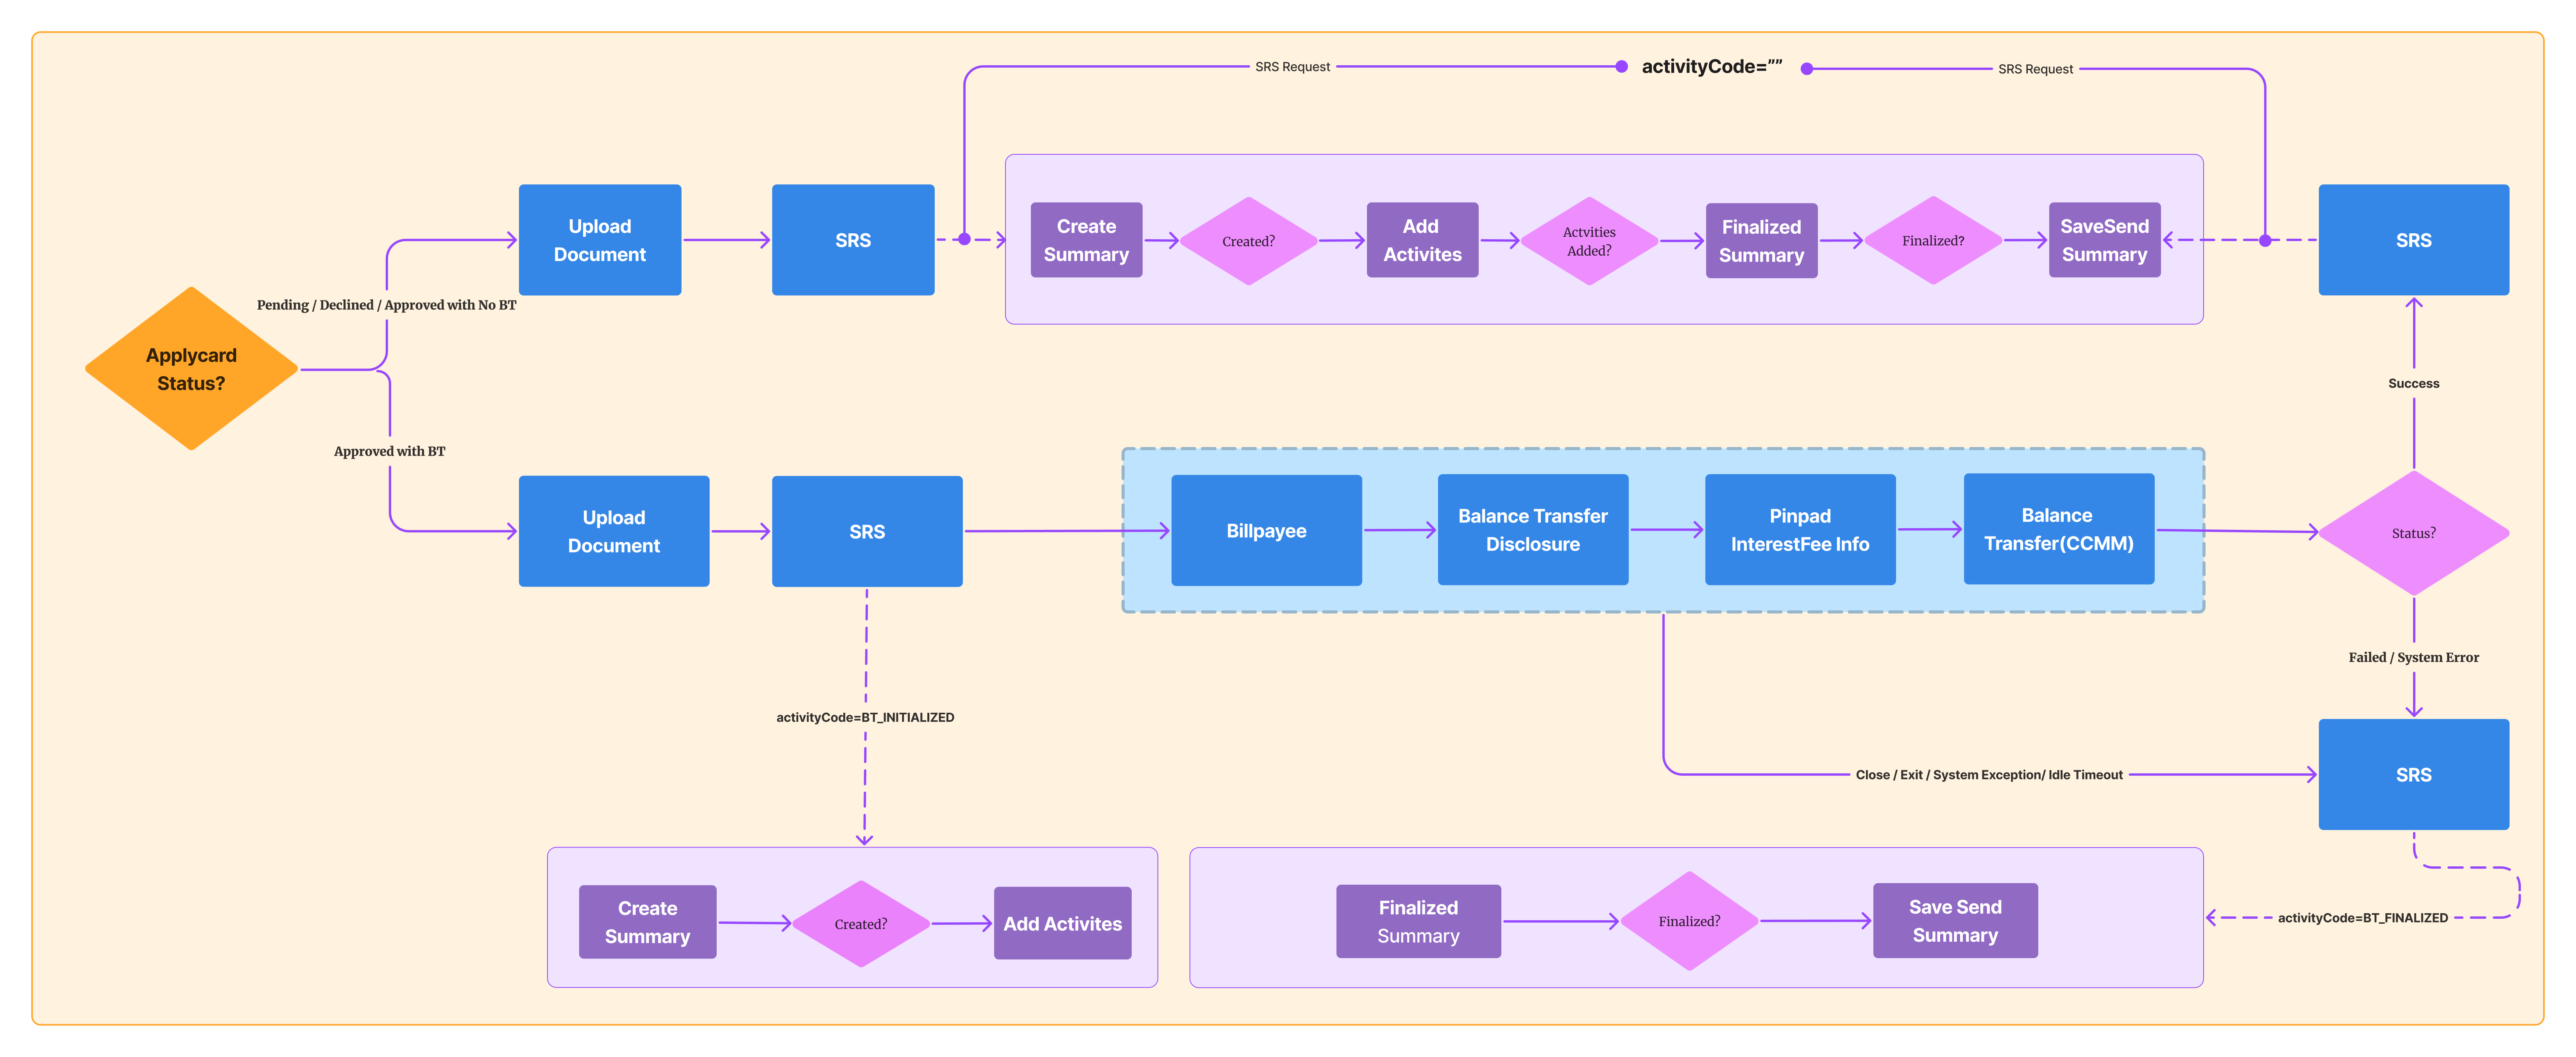 SRS Request
activityCode=””
SRS Request
Upload
Document
SRS
Create
Summary
Created?
Add
Activites
Actvities
Added?
Finalized
Summary
Finalized?
SaveSend
Summary
SRS
Pending / Declined / Approved with No BT
Applycard
Status?
Success
Approved with BT
Upload
Document
SRS
Billpayee
Balance Transfer
Disclosure
Pinpad
InterestFee Info
Balance
Transfer(CCMM)
Status?
Failed / System Error
activityCode=BT_INITIALIZED
Close / Exit / System Exception/ Idle Timeout
SRS
Create
Summary
Created?
Add Activites
Finalized
Summary
Finalized?
Save Send
Summary
activityCode=BT_FINALIZED